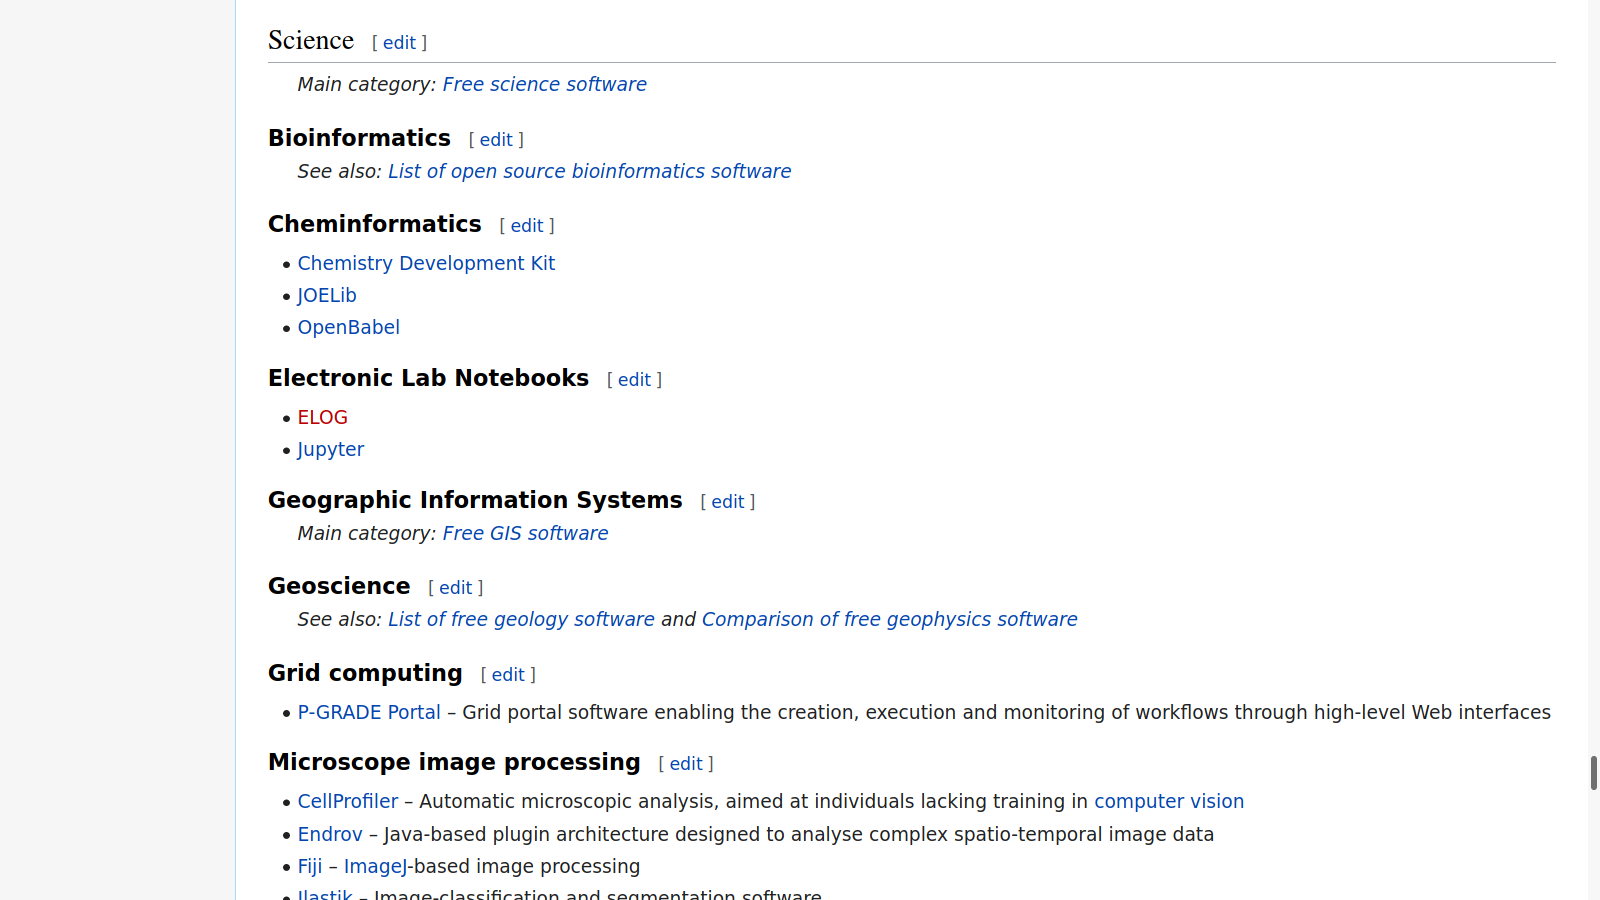 Science [ edit ]
Main category: Free science software
Bioinformatics [ edit ]
See also: List of open source bioinformatics software
Cheminformatics [ edit ]
• Chemistry Development Kit
• JOELib
• OpenBabel
Electronic Lab Notebooks [ edit ]
• ELOG
• Jupyter
Geographic Information Systems [ edit ]
Main category: Free GIS software
Geoscience [ edit ]
See also: List of free geology software and Comparison of free geophysics software
Grid computing [ edit ]
• P-GRADE Portal – Grid portal software enabling the creation, execution and monitoring of workflows through high-level Web interfaces
Microscope image processing [ edit ]
• CellProfiler – Automatic microscopic analysis, aimed at individuals lacking training in computer vision
• Endrov – Java-based plugin architecture designed to analyse complex spatio-temporal image data
• Fiji – ImageJ-based image processing
• Ilastik – Image-classification and segmentation software